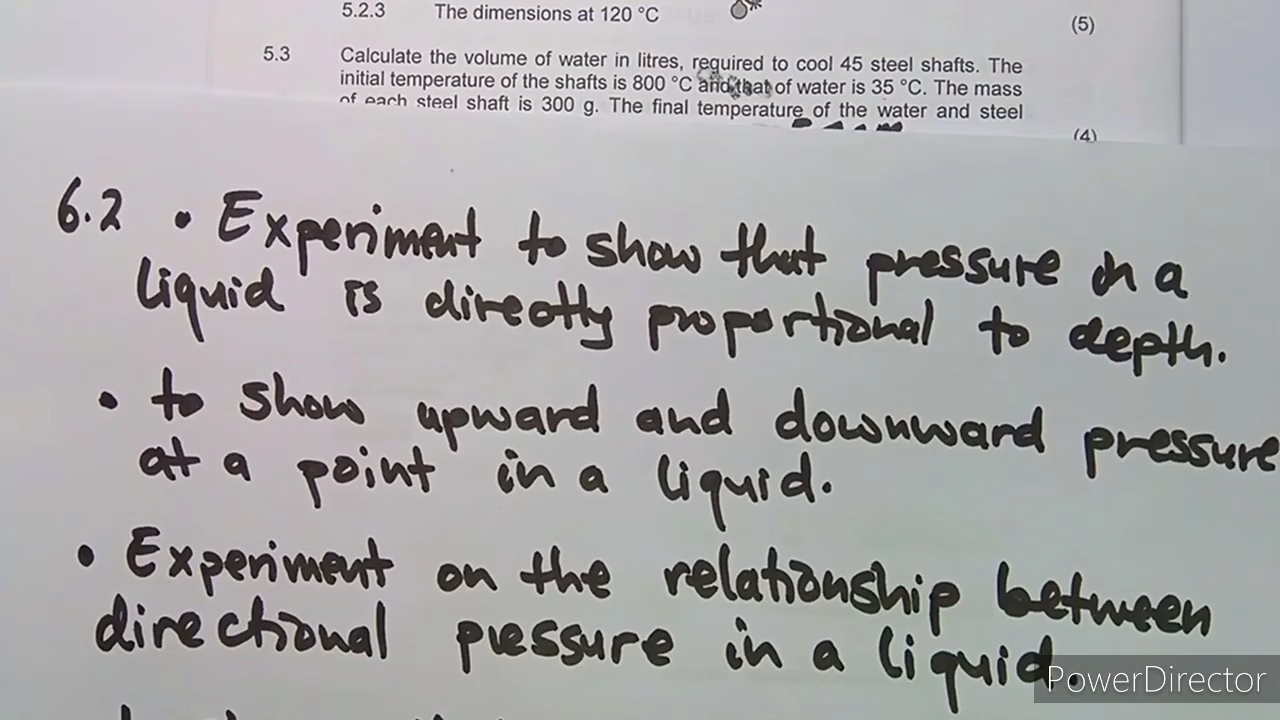 5.2.3 The dimensions at 120 °C
(5)
5.3 Calculate the volume of water in litres, required to cool 45 steel shafts. The
initial temperature of the shafts is 800 °C and that of water is 35 °C. The mass
of each steel shaft is 300 g. The final temperature of the water and steel
(4)
6.2 • Experiment to show that pressure in a
liquid is directly proportional to depth.
• to show upward and downward pressure
at a point in a liquid.
• Experiment on the relationship between
directional pressure in a liquid.
PowerDirector